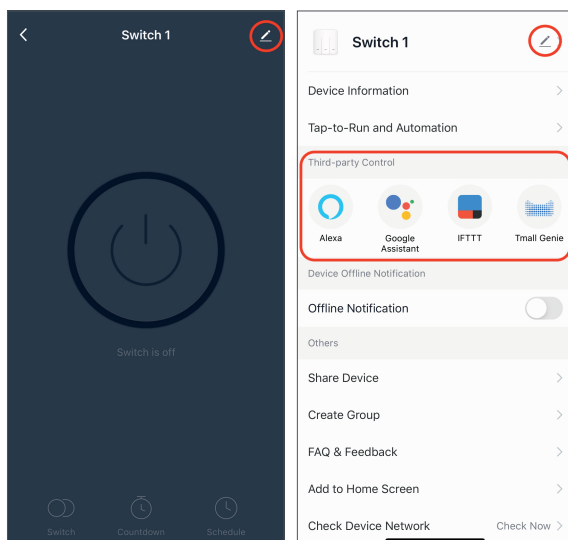 Switch 1
Switch is off
Switch
Countdown
Schedule
Switch 1
Device Information
Tap-to-Run and Automation
Third-party Control
Alexa
Google
Assistant
IFTTT
Tmall Genie
Device Offline Notification
Offline Notification
Others
Share Device
Create Group
FAQ & Feedback
Add to Home Screen
Check Device Network Check Now